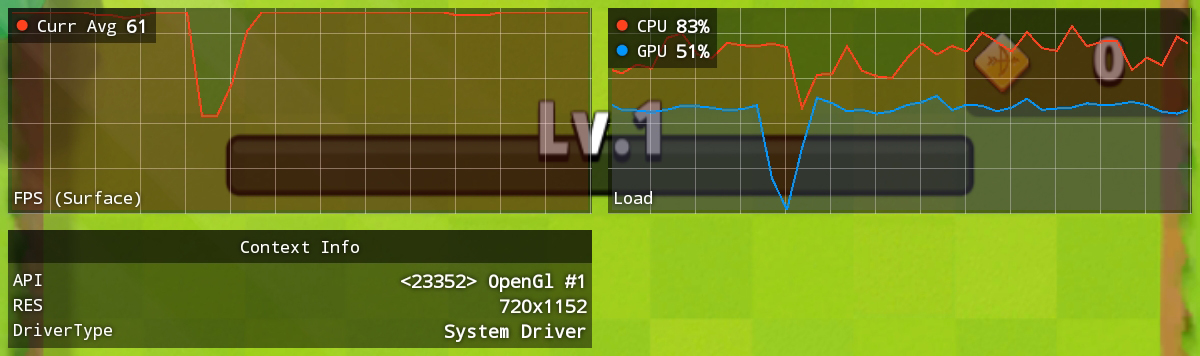 Curr Avg 61
FPS (Surface)
CPU 83%
GPU 51%
Load
0
Lv.1
Context Info
API <23352> OpenGl #1
RES 720x1152
DriverType System Driver